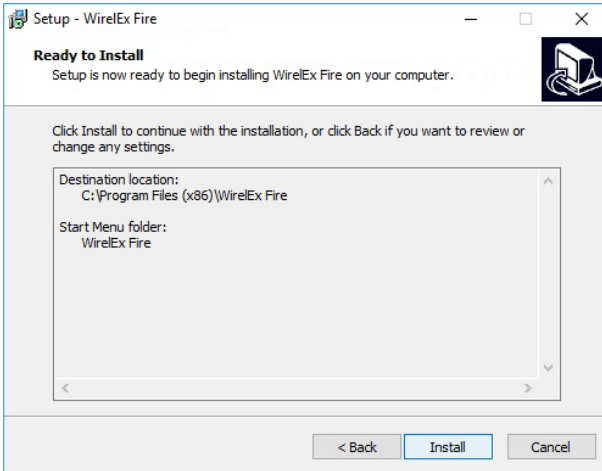 Setup - WirelEx Fire
Ready to Install
Setup is now ready to begin installing WirelEx Fire on your computer.
Click Install to continue with the installation, or click Back if you want to review or
change any settings.
Destination location:
C:\Program Files (x86)\WirelEx Fire
Start Menu folder:
WirelEx Fire
< Back
Install
Cancel